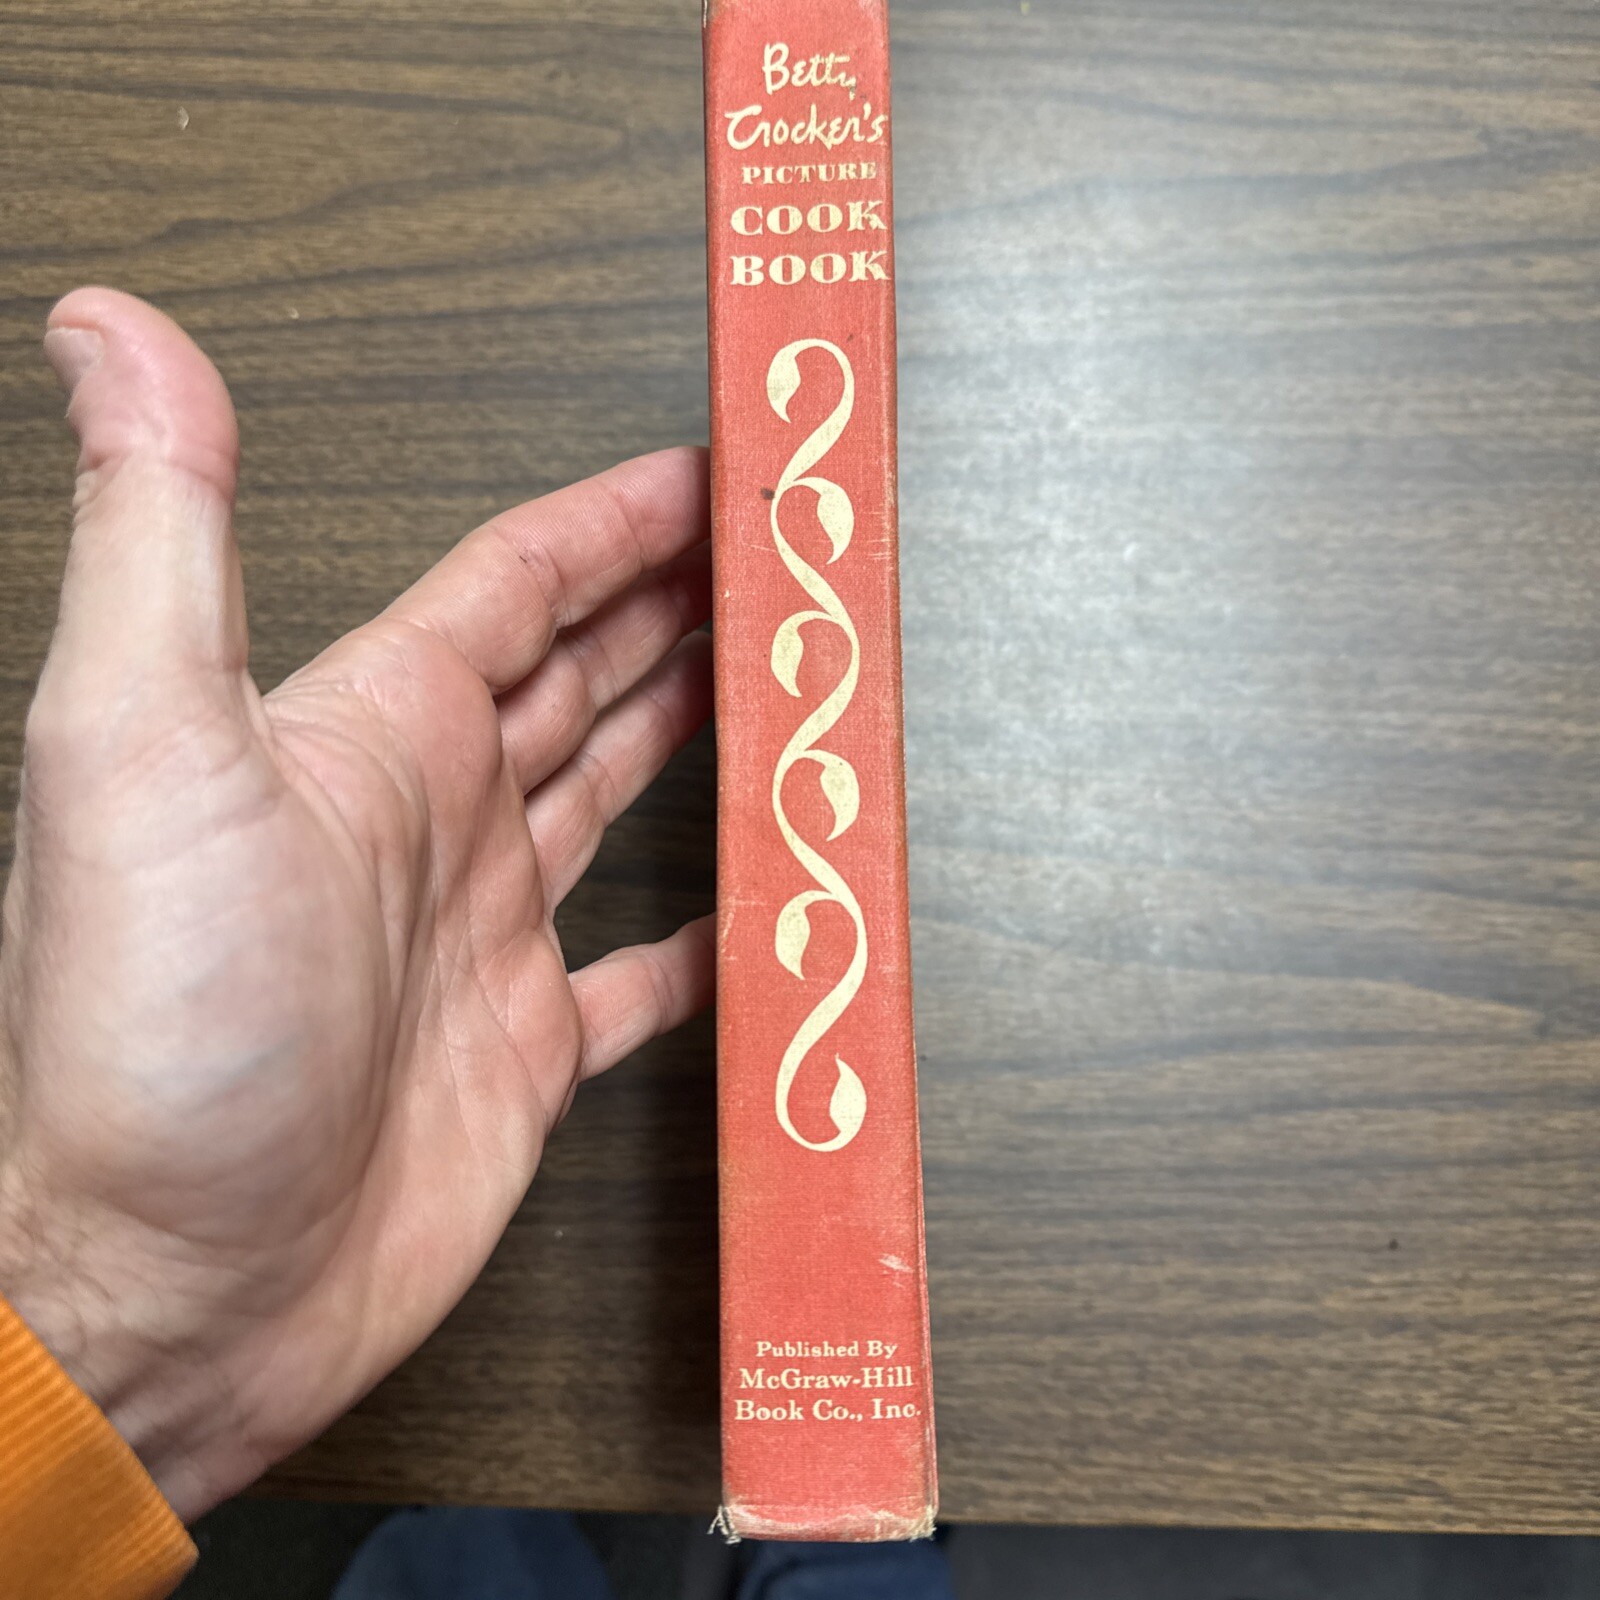 Betty
Crocker's
PICTURE
COOK
BOOK
Published By
McGraw-Hill
Book Co., Inc.